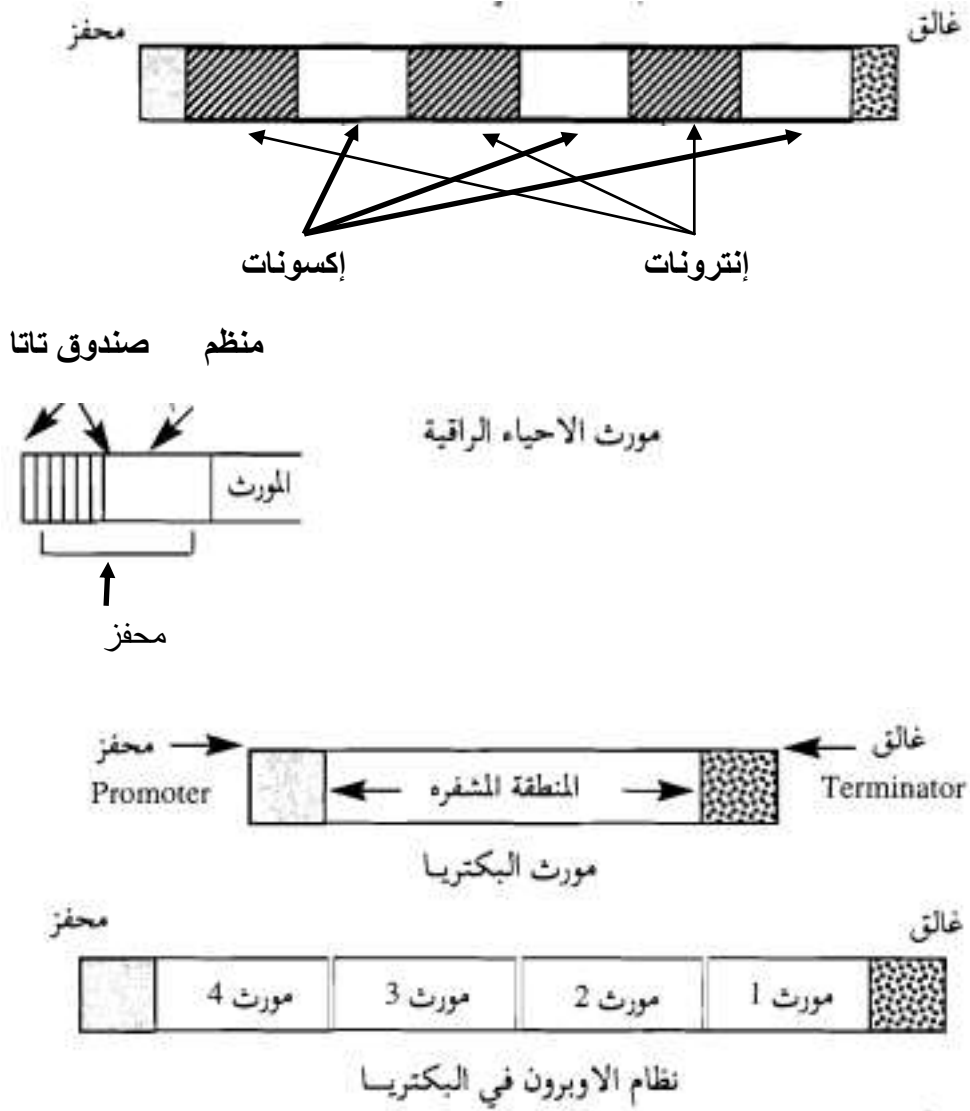 غالق محفز
إنترونات إكسونات
منظم صندوق تاتا
مورث الاحياء الراقية
المورث
محفز
غالق محفز
Terminator المنطقة المشفره Promoter
مورث البكتريا
غالق محفز
مورث 1 مورث 2 مورث 3 مورث 4
نظام الاوبرون في البكتريا